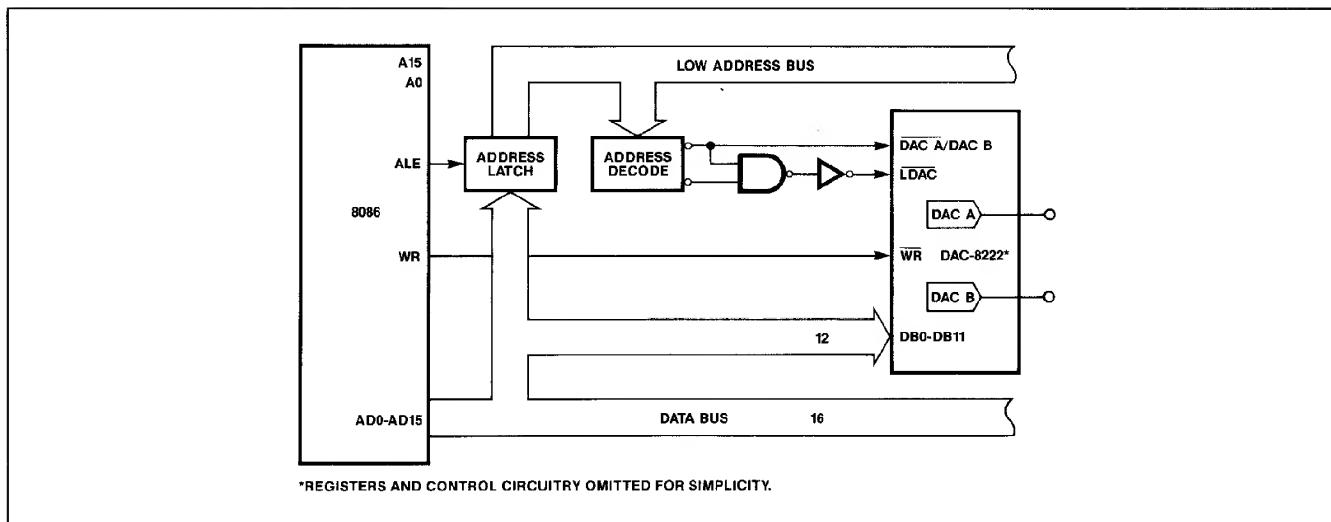 A15
A0
LOW ADDRESS BUS
ALE
ADDRESS
LATCH
ADDRESS
DECODE
DAC A/DAC B
LDAC
8086
DAC A
WR
WR DAC-8222*
DAC B
12
DB0-DB11
AD0-AD15
DATA BUS 16
*REGISTERS AND CONTROL CIRCUITRY OMITTED FOR SIMPLICITY.